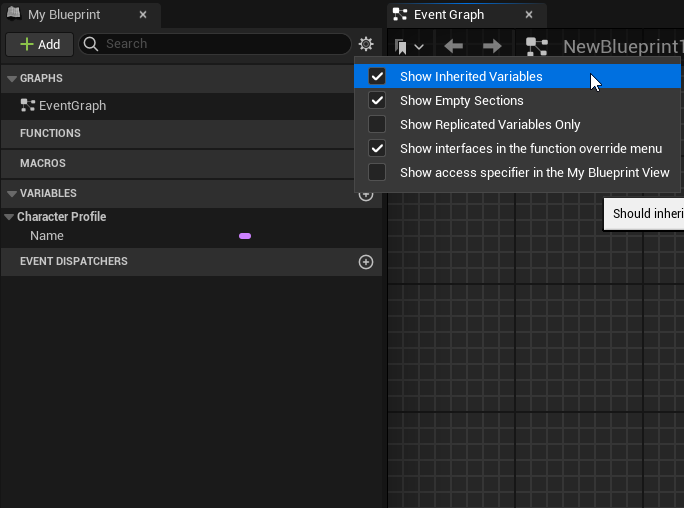 My Blueprint
Event Graph
Add
Search
NewBlueprint1
Show Inherited Variables
Show Empty Sections
Show Replicated Variables Only
Show interfaces in the function override menu
Show access specifier in the My Blueprint View
GRAPHS
EventGraph
FUNCTIONS
MACROS
VARIABLES
Character Profile
Name
EVENT DISPATCHERS
Should inheri